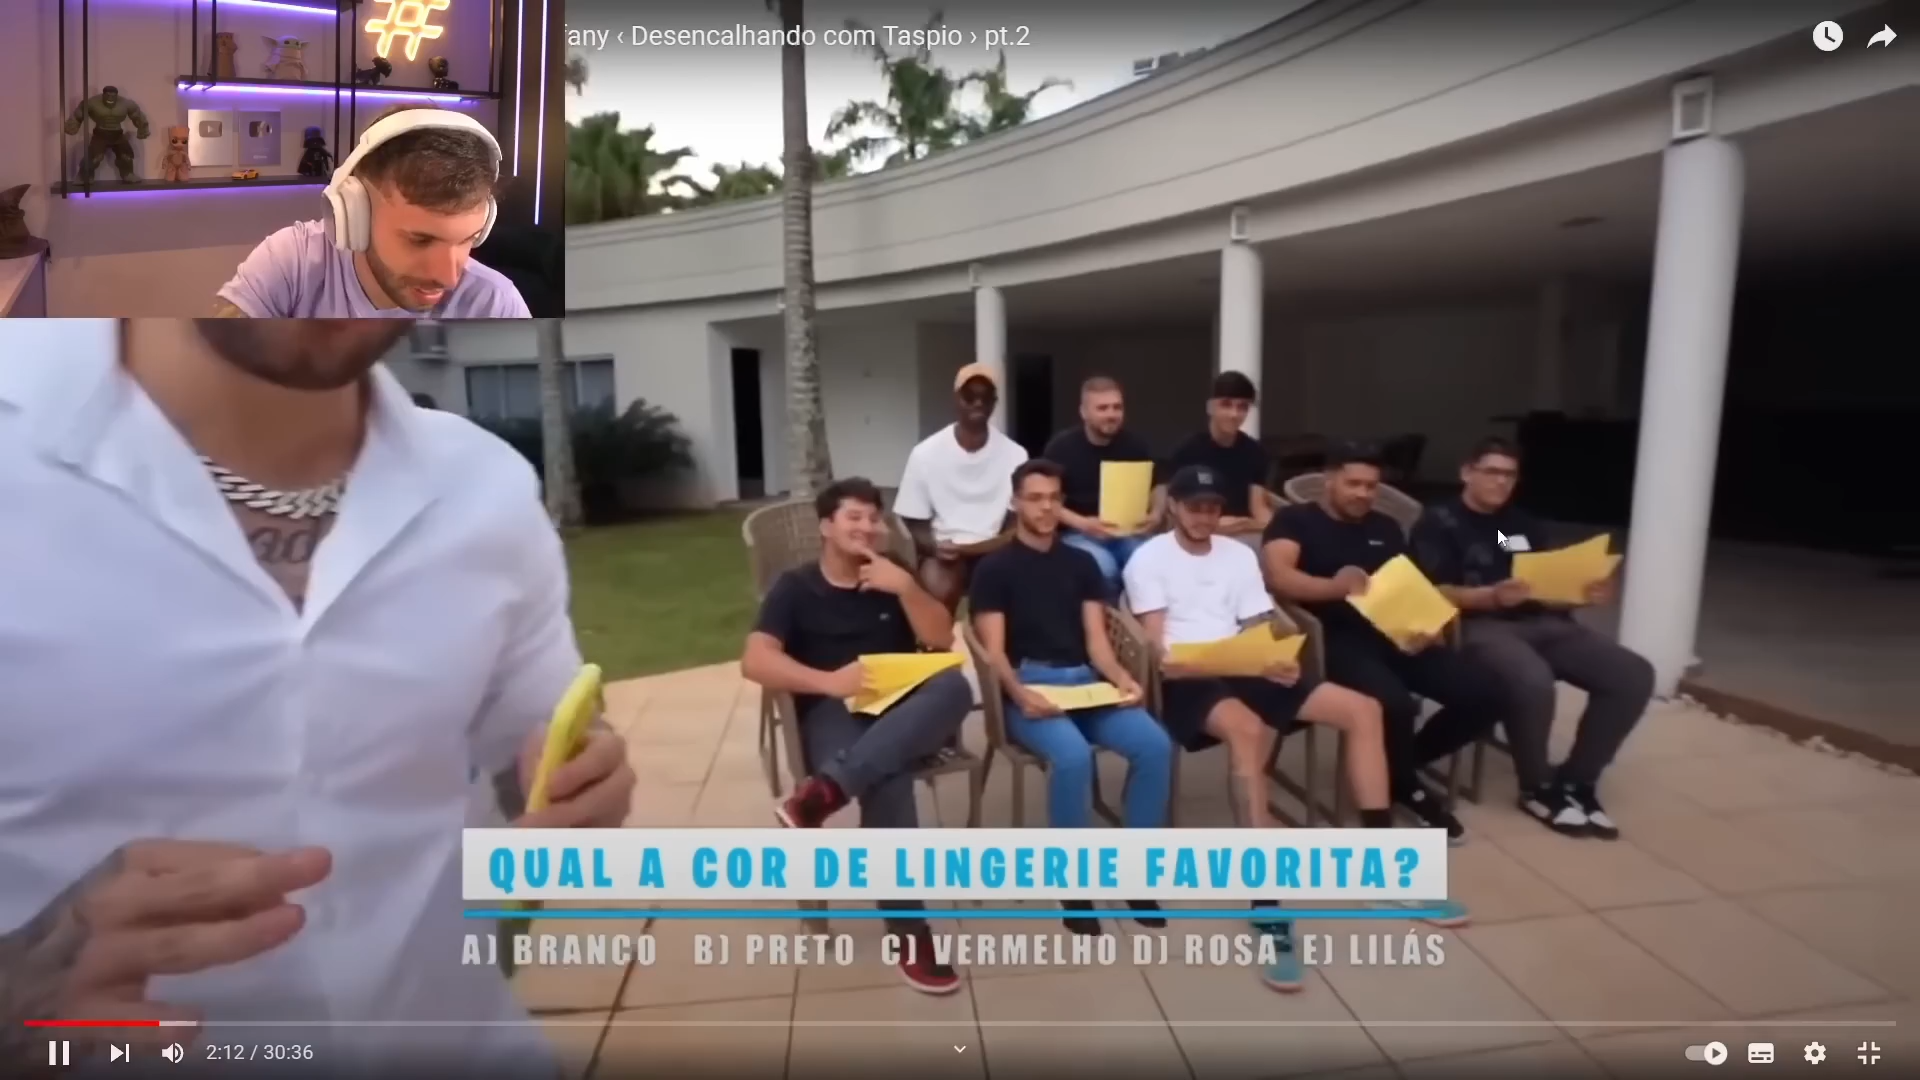 fany ‹ Desencalhando com Taspio › pt.2
QUAL A COR DE LINGERIE FAVORITA?
A) BRANCO B) PRETO C) VERMELHO D) ROSA E) LILÁS
2:12 / 30:36